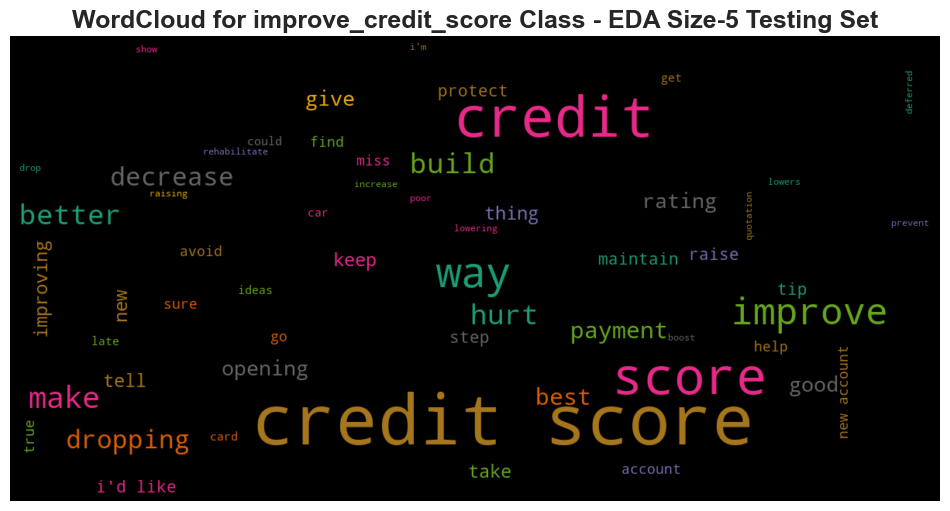 WordCloud for improve_credit_score Class - EDA Size-5 Testing Set
show
i'm
get
deferred
give
protect
credit
could
find
rehabilitate
miss
build
drop
decrease
increase
lowers
raising
poor
rating
quotation
better
car
thing
prevent
lowering
improving
avoid
keep
way
maintain
raise
new
sure
ideas
hurt
tip
improve
late
go
step
payment
boost
help
new account
tell
opening
score
good
make
best
credit score
true
dropping
card
take
account
i'd like